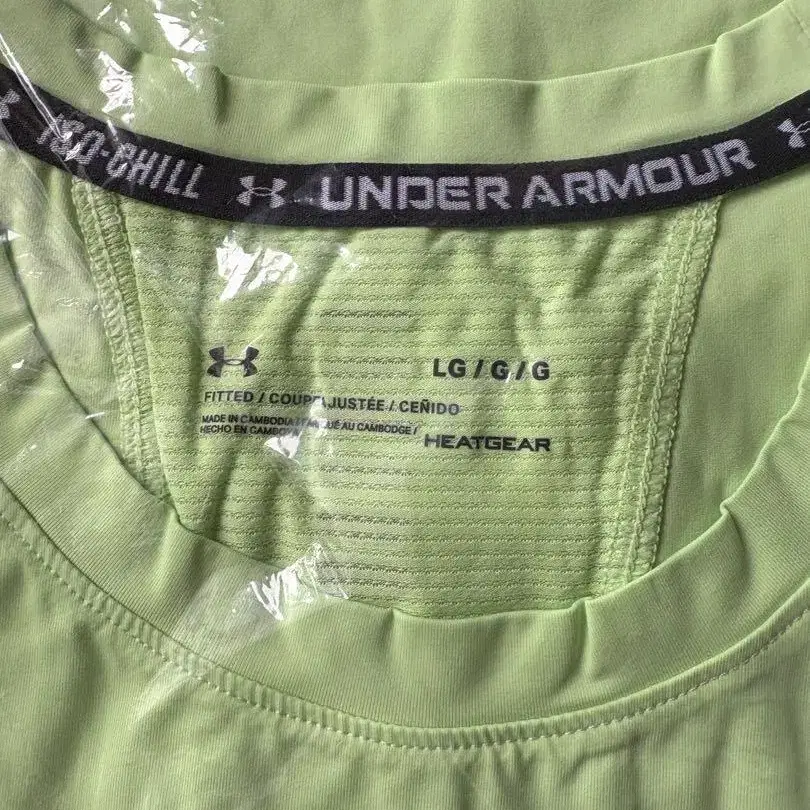 ISO-CHILL UNDER ARMOUR
LG / G / G
FITTED / COUPE AJUSTÉE / CEÑIDO
MADE IN CAMBODIA / FABRIQUÉ AU CAMBODGE /
HECHO EN CAMBOYA
HEATGEAR